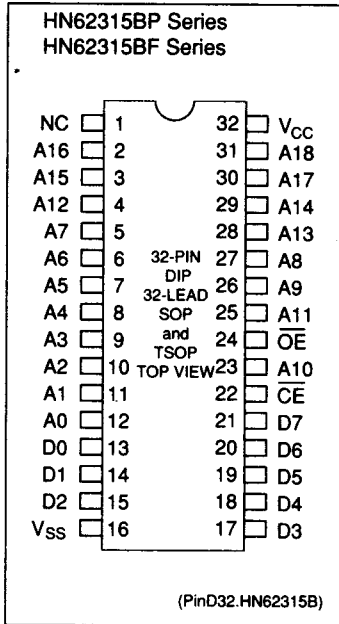 HN62315BP Series
HN62315BF Series
NC 1 32 VCC
A16 2 31 A18
A15 3 30 A17
A12 4 29 A14
A7 5 28 A13
A6 6 32-PIN 27 A8
A5 7 DIP 26 A9
A4 8 32-LEAD SOP 25 A11
A3 9 and 24 OE
A2 10 TSOP 23 A10
A1 11 TOP VIEW 22 CE
A0 12 21 D7
D0 13 20 D6
D1 14 19 D5
D2 15 18 D4
VSS 16 17 D3
(PinD32.HN62315B)